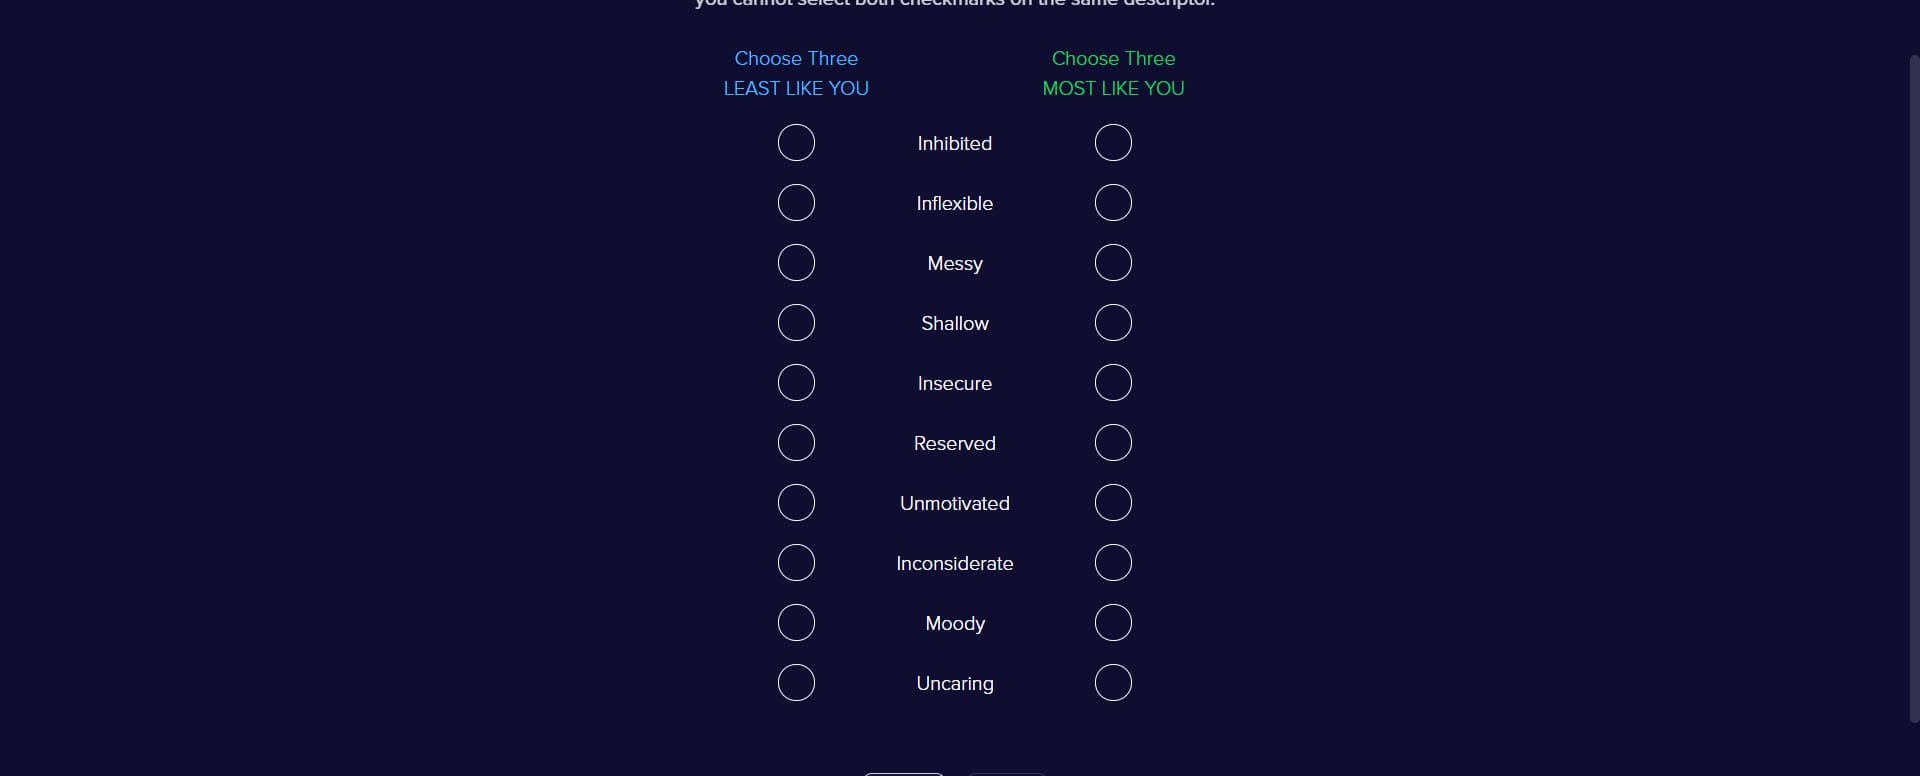 you cannot select both checkmarks on the same descriptor.
Choose Three
LEAST LIKE YOU
Choose Three
MOST LIKE YOU
Inhibited
Inflexible
Messy
Shallow
Insecure
Reserved
Unmotivated
Inconsiderate
Moody
Uncaring